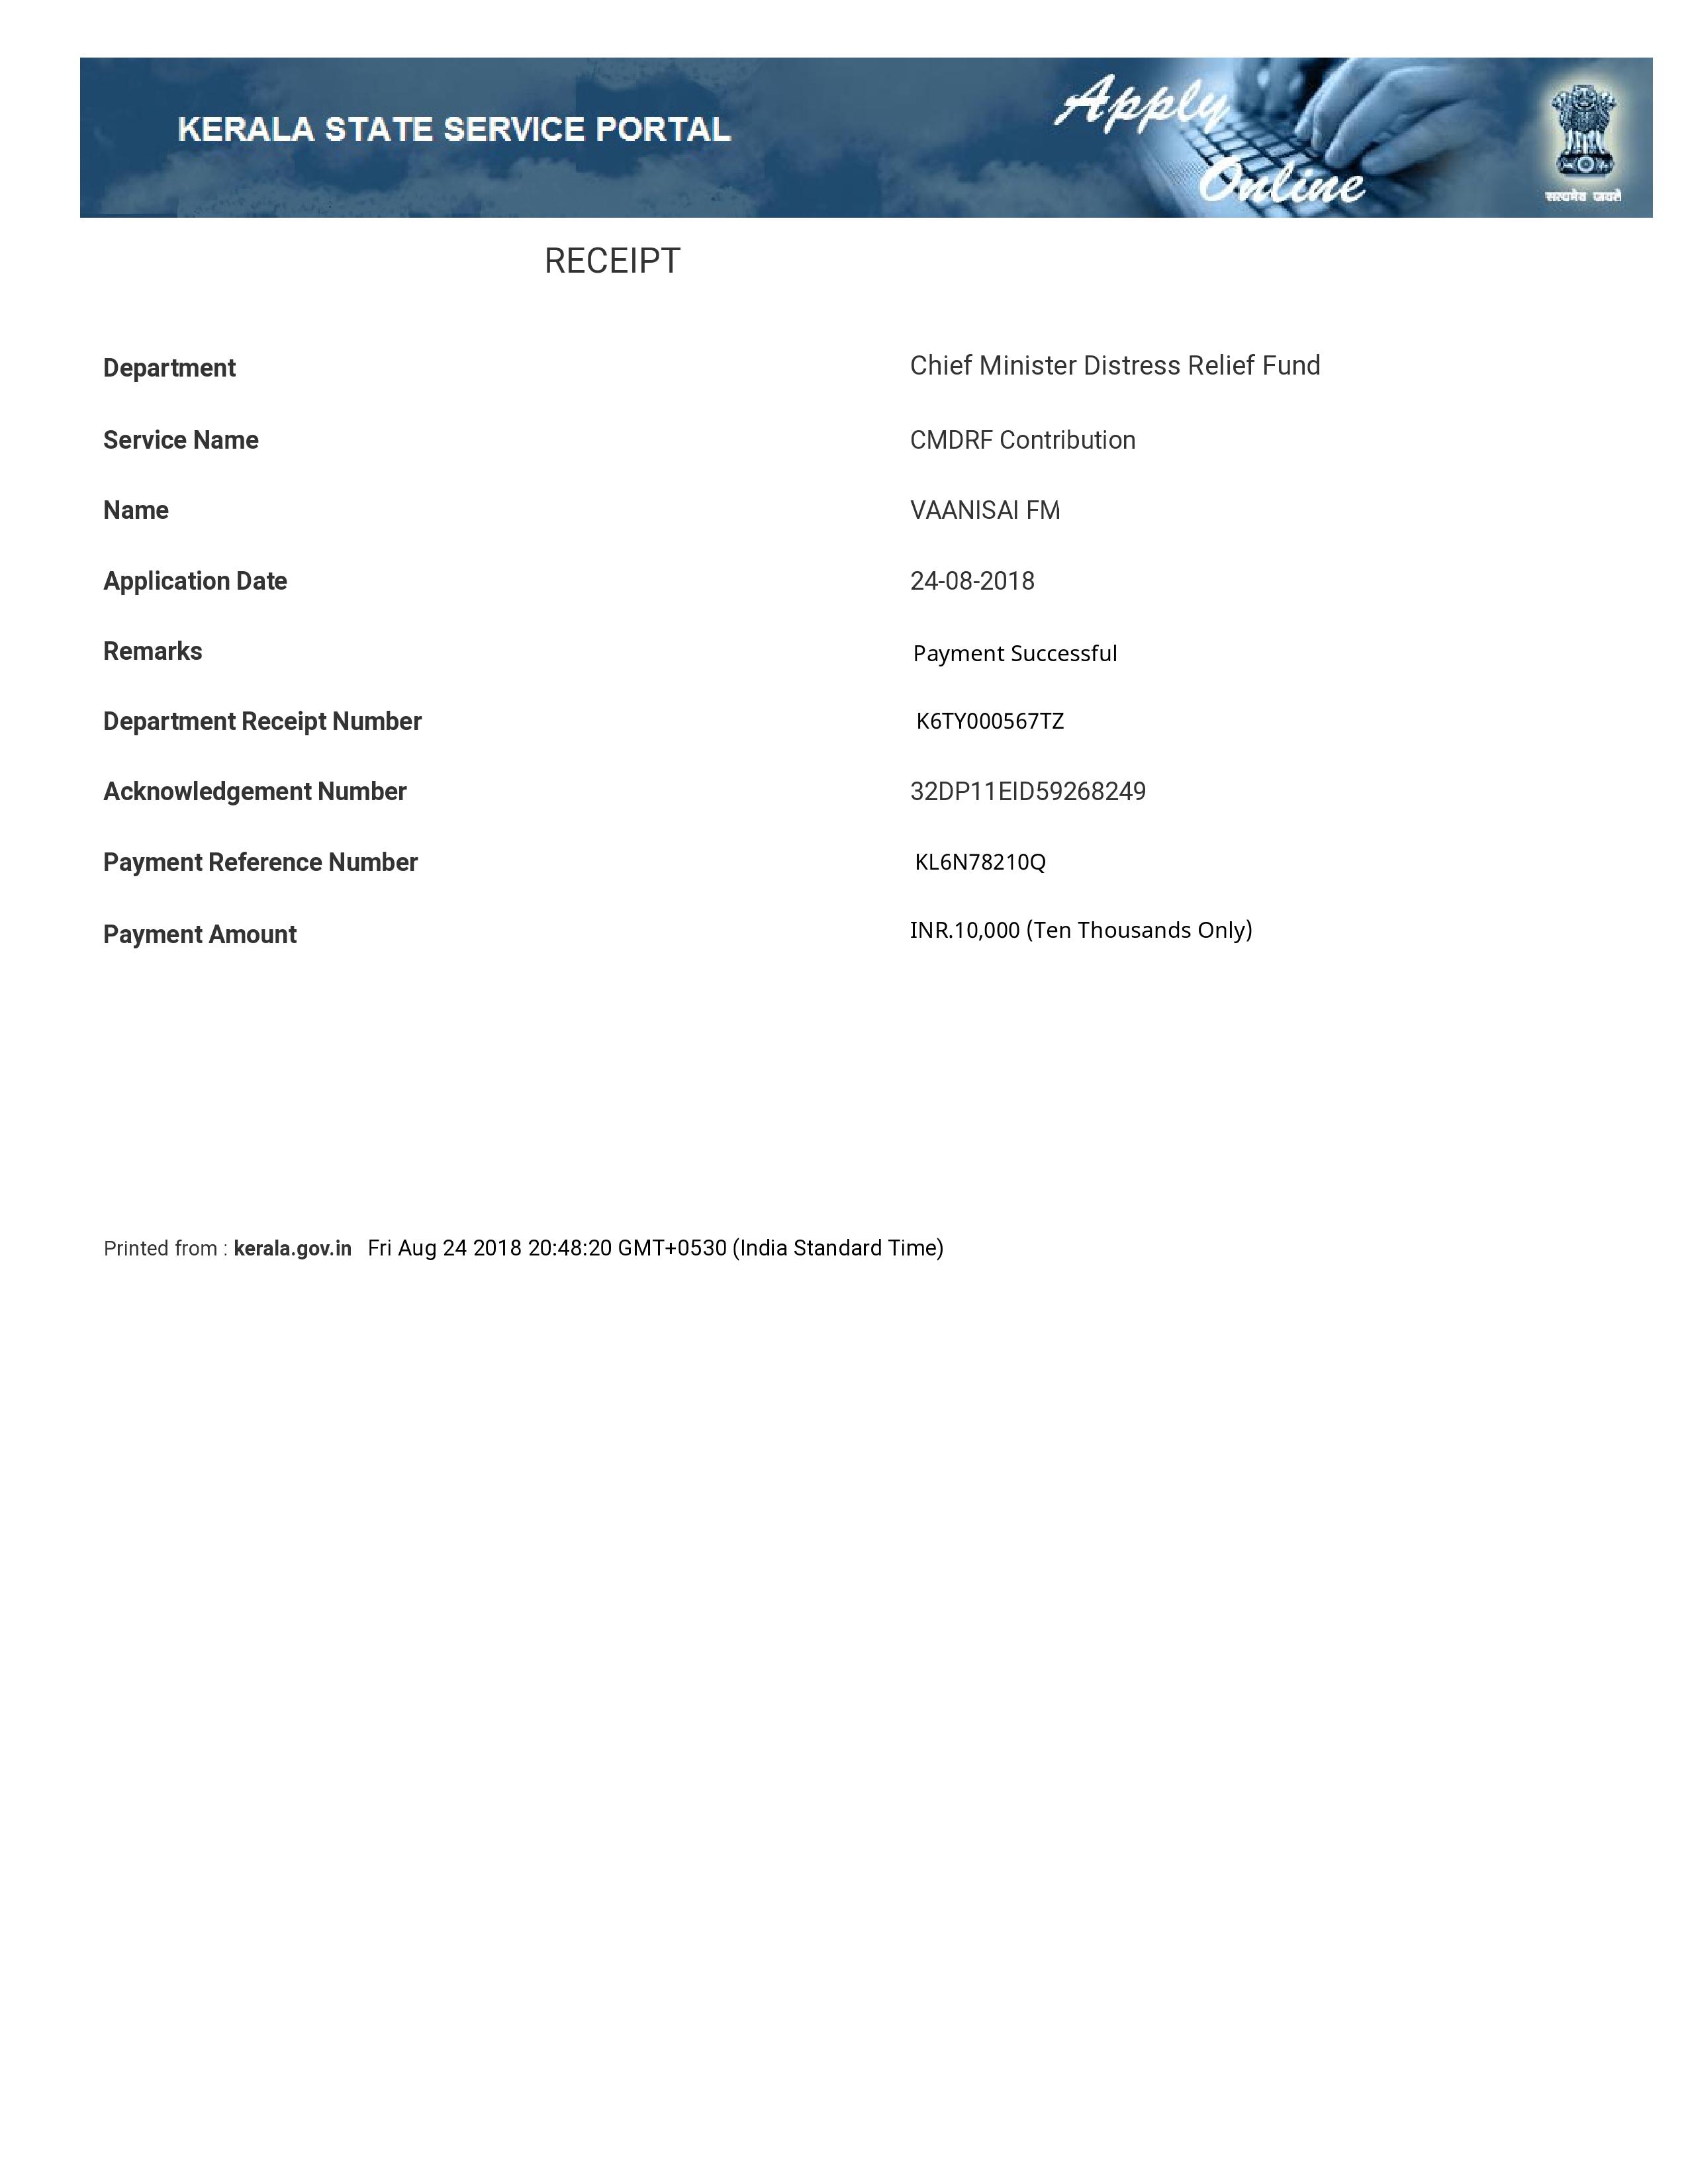 KERALA STATE SERVICE PORTAL
Apply
Online
सत्यमेव जयते
RECEIPT
Department Chief Minister Distress Relief Fund
Service Name CMDRF Contribution
Name VAANISAI FM
Application Date 24-08-2018
Remarks Payment Successful
Department Receipt Number K6TY000567TZ
Acknowledgement Number 32DP11EID59268249
Payment Reference Number KL6N78210Q
Payment Amount INR.10,000 (Ten Thousands Only)
Printed from : kerala.gov.in Fri Aug 24 2018 20:48:20 GMT+0530 (India Standard Time)